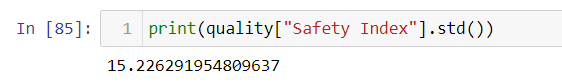 In [85]: 1 print(quality["Safety Index"].std())
15.226291954809637